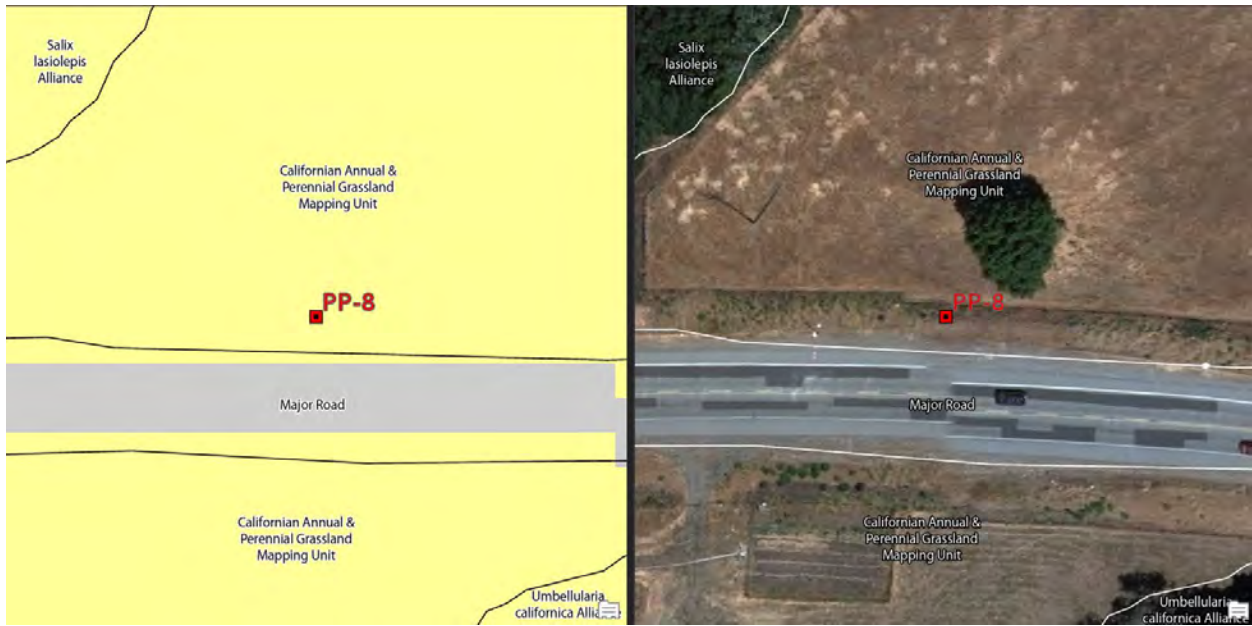 Salix
lasiolepis
Alliance
Californian Annual &
Perennial Grassland
Mapping Unit
PP-8
Major Road
Californian Annual &
Perennial Grassland
Mapping Unit
Umbellularia
californica Alliance
Salix
lasiolepis
Alliance
Californian Annual &
Perennial Grassland
Mapping Unit
PP-8
Major Road
Californian Annual &
Perennial Grassland
Mapping Unit
Umbellularia
californica Alliance